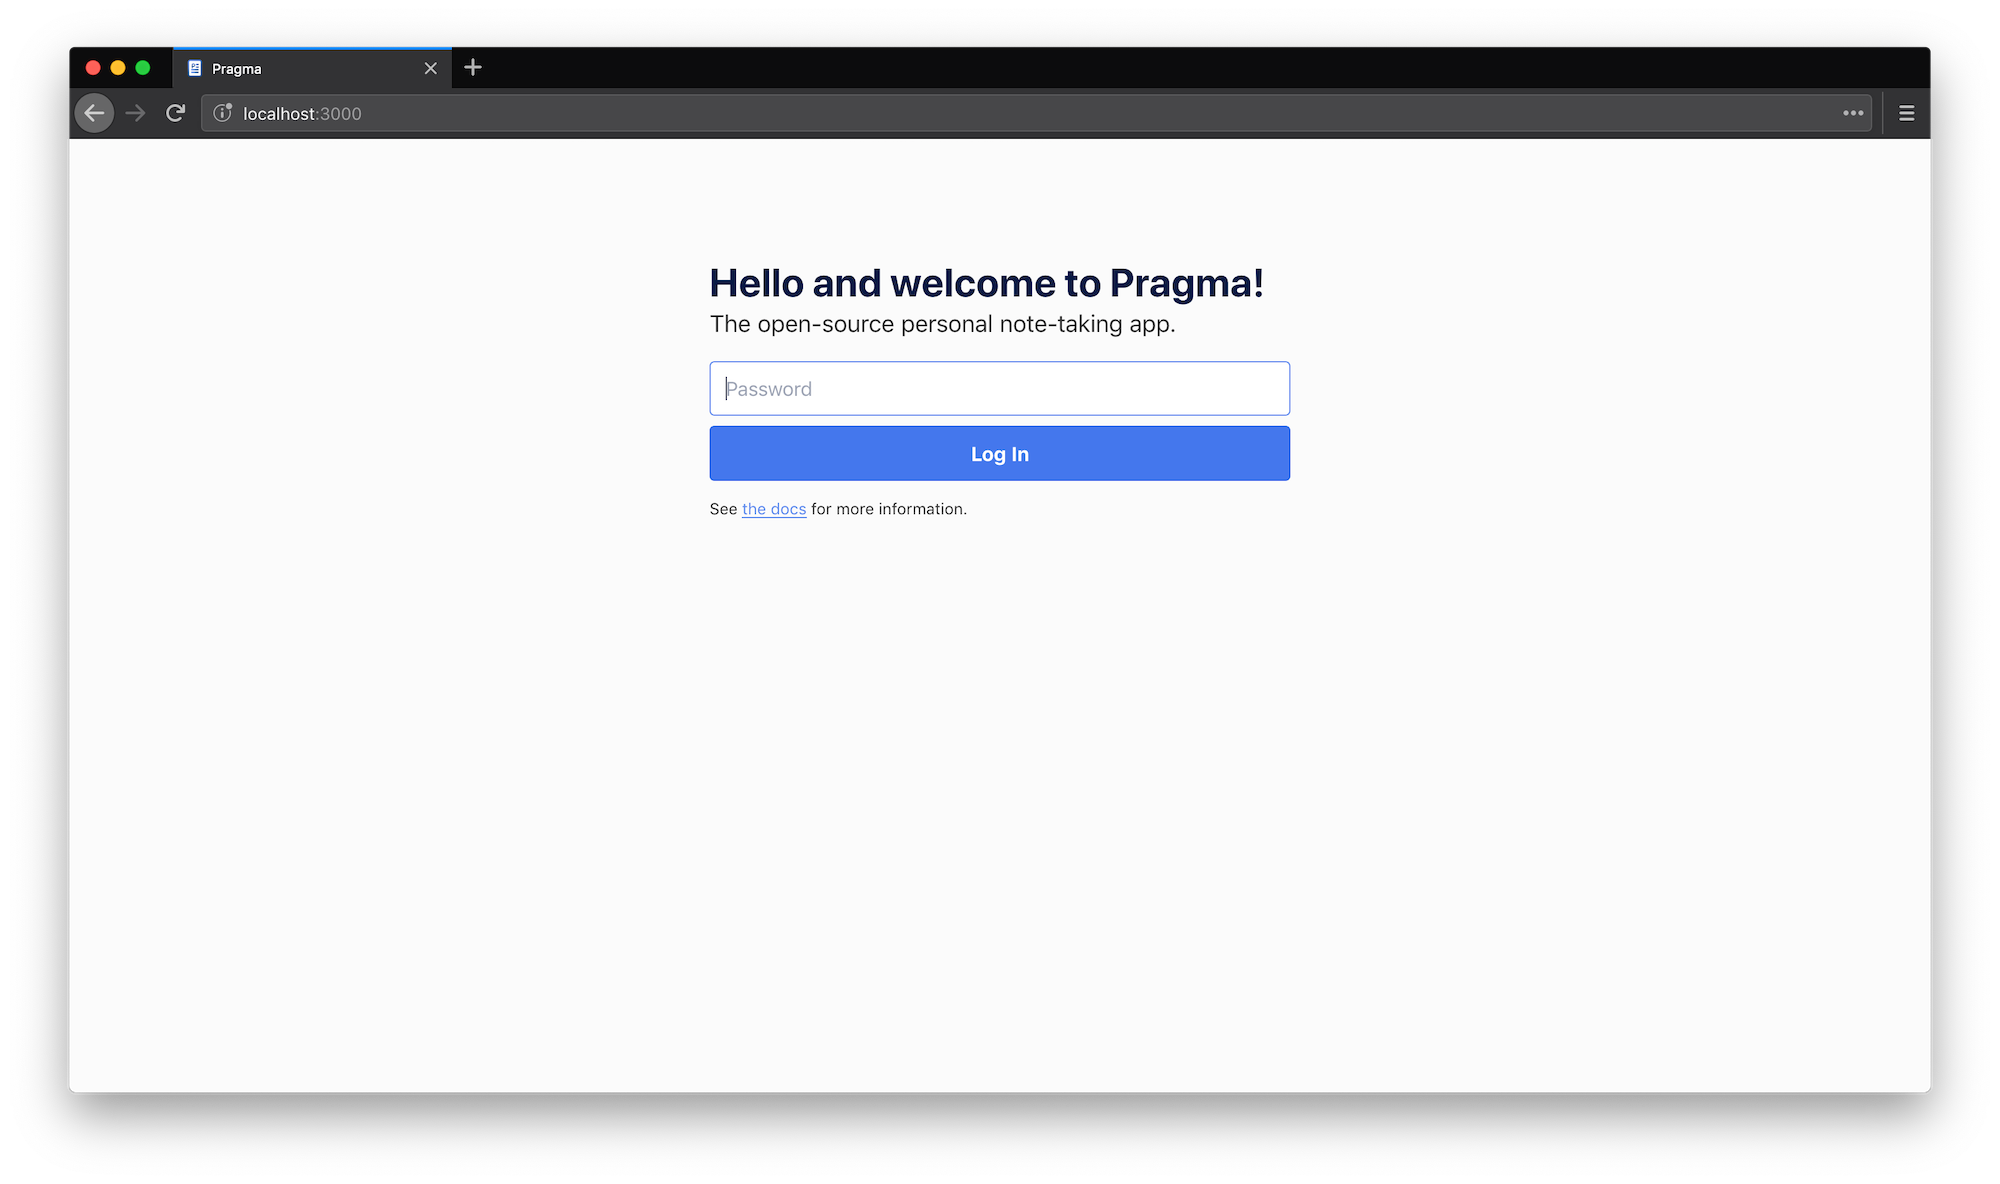 Pragma
localhost:3000
Hello and welcome to Pragma!
The open-source personal note-taking app.
Password
Log In
See the docs for more information.